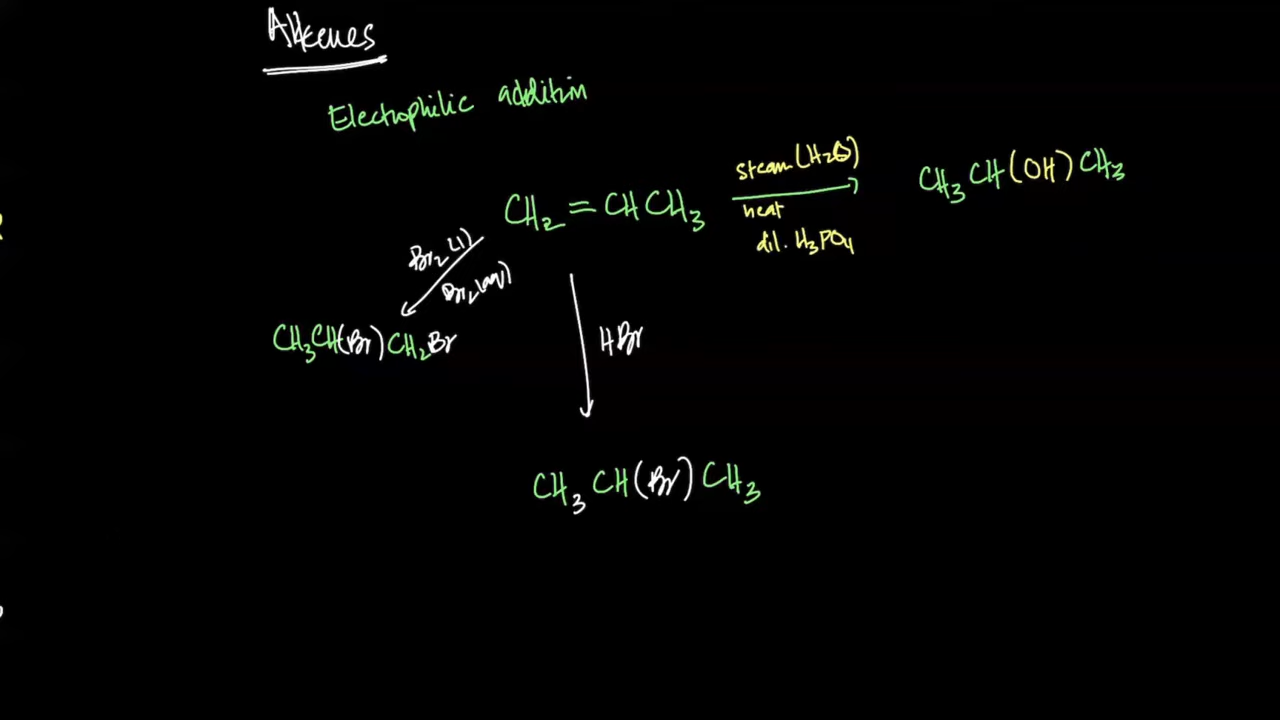 Alkenes
Electrophilic addition
steam (H₂O)
CH₃CH(OH)CH₃
CH₂=CHCH₃
heat
dil. H₃PO₄
Br₂(l)
Br₂(aq)
CH₃CH(Br)CH₂Br
HBr
CH₃CH(Br)CH₃